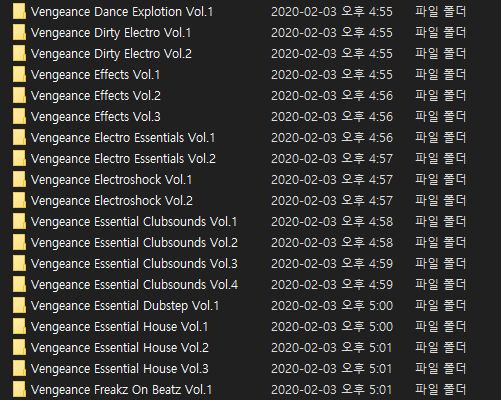 Vengeance Dance Explotion Vol.1 2020-02-03 오후 4:55 파일 폴더
Vengeance Dirty Electro Vol.1 2020-02-03 오후 4:55 파일 폴더
Vengeance Dirty Electro Vol.2 2020-02-03 오후 4:55 파일 폴더
Vengeance Effects Vol.1 2020-02-03 오후 4:55 파일 폴더
Vengeance Effects Vol.2 2020-02-03 오후 4:56 파일 폴더
Vengeance Effects Vol.3 2020-02-03 오후 4:56 파일 폴더
Vengeance Electro Essentials Vol.1 2020-02-03 오후 4:56 파일 폴더
Vengeance Electro Essentials Vol.2 2020-02-03 오후 4:57 파일 폴더
Vengeance Electroshock Vol.1 2020-02-03 오후 4:57 파일 폴더
Vengeance Electroshock Vol.2 2020-02-03 오후 4:57 파일 폴더
Vengeance Essential Clubsounds Vol.1 2020-02-03 오후 4:58 파일 폴더
Vengeance Essential Clubsounds Vol.2 2020-02-03 오후 4:58 파일 폴더
Vengeance Essential Clubsounds Vol.3 2020-02-03 오후 4:59 파일 폴더
Vengeance Essential Clubsounds Vol.4 2020-02-03 오후 4:59 파일 폴더
Vengeance Essential Dubstep Vol.1 2020-02-03 오후 5:00 파일 폴더
Vengeance Essential House Vol.1 2020-02-03 오후 5:00 파일 폴더
Vengeance Essential House Vol.2 2020-02-03 오후 5:01 파일 폴더
Vengeance Essential House Vol.3 2020-02-03 오후 5:01 파일 폴더
Vengeance Freakz On Beatz Vol.1 2020-02-03 오후 5:01 파일 폴더